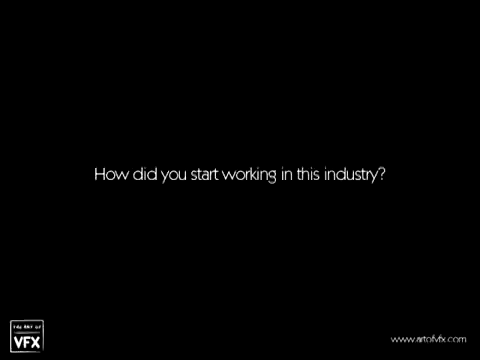 How did you start working in this industry?
THE ART OF
VFX
www.artofvfx.com